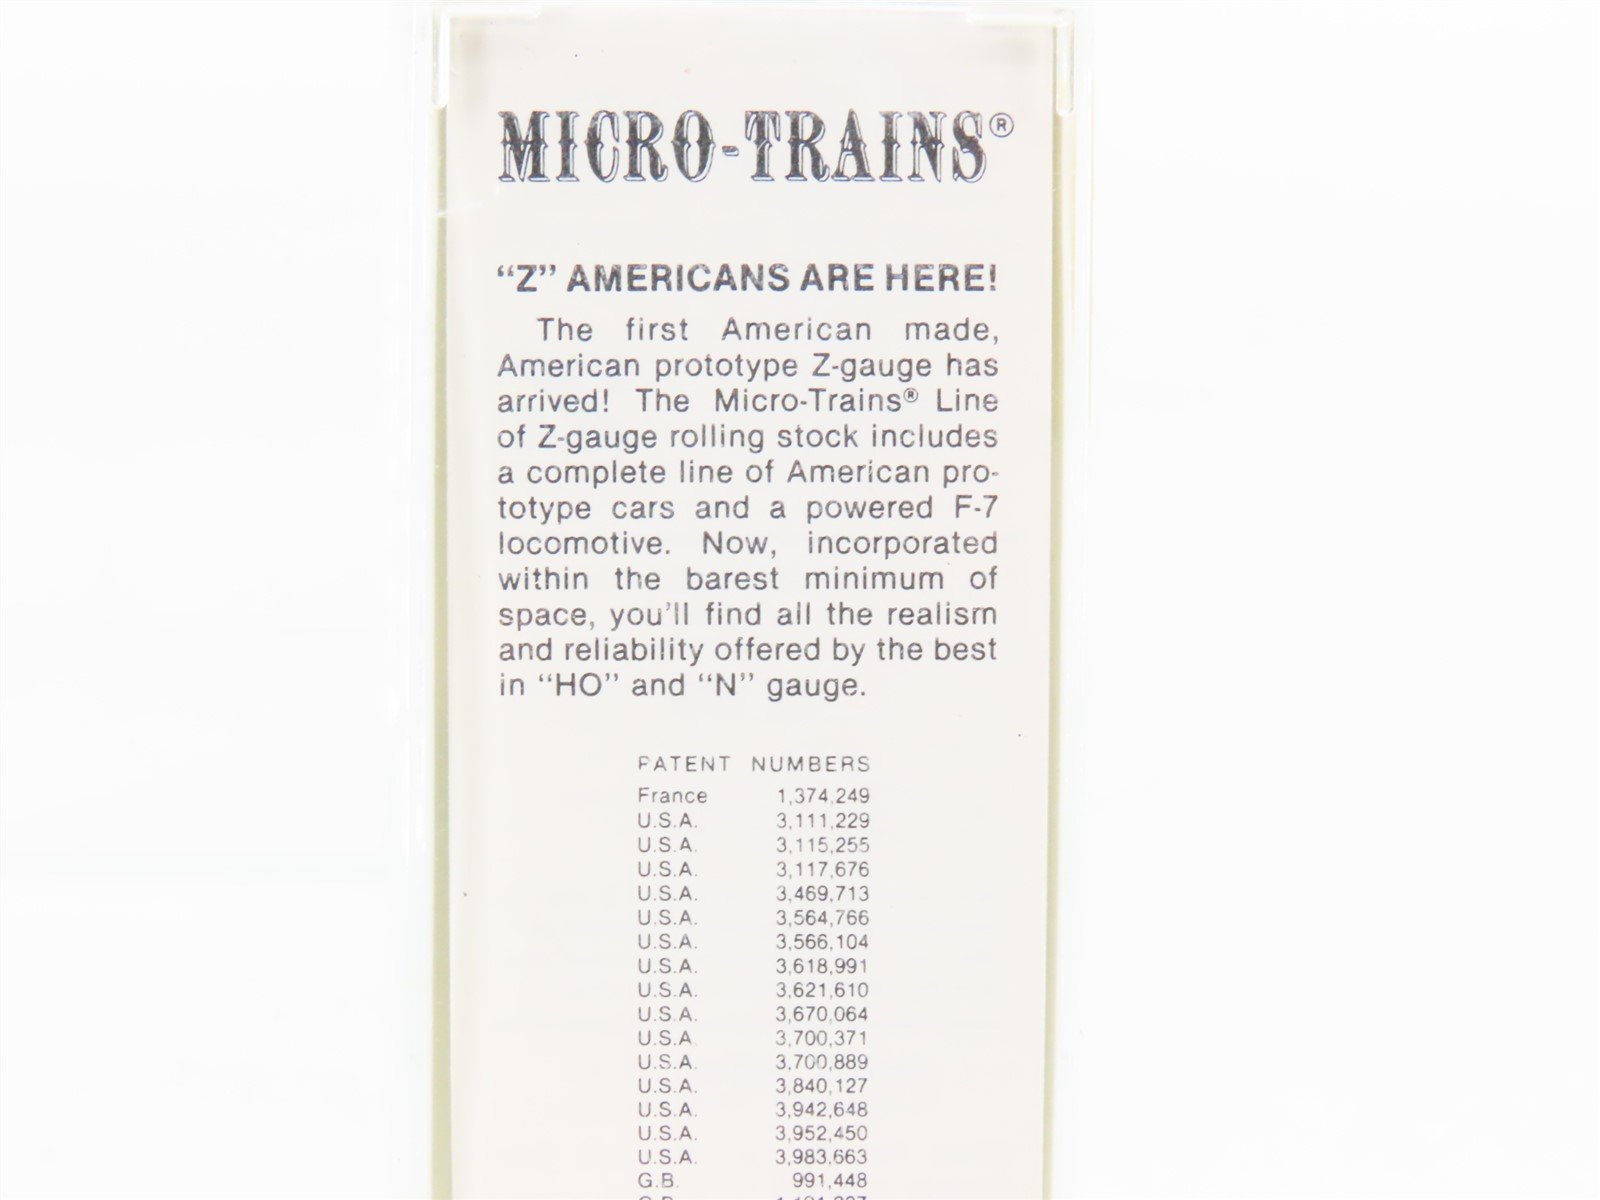 MICRO-TRAINS®
“Z” AMERICANS ARE HERE!
The first American made,
American prototype Z-gauge has
arrived! The Micro-Trains® Line
of Z-gauge rolling stock includes
a complete line of American pro-
totype cars and a powered F-7
locomotive. Now, incorporated
within the barest minimum of
space, you'll find all the realism
and reliability offered by the best
in “HO” and “N” gauge.
PATENT NUMBERS
France 1,374,249
U.S.A. 3,111,229
U.S.A. 3,115,255
U.S.A. 3,117,676
U.S.A. 3,469,713
U.S.A. 3,564,766
U.S.A. 3,566,104
U.S.A. 3,618,991
U.S.A. 3,621,610
U.S.A. 3,670,064
U.S.A. 3,700,371
U.S.A. 3,700,889
U.S.A. 3,840,127
U.S.A. 3,942,648
U.S.A. 3,952,450
U.S.A. 3,983,663
G.B. 991,448